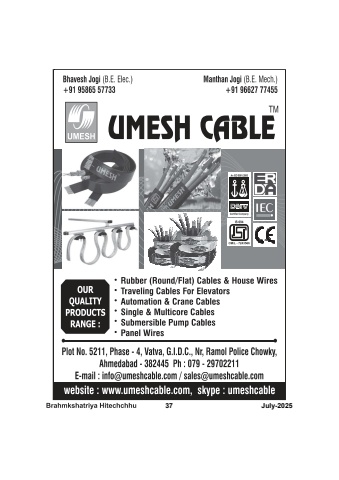 Bhavesh Jogi (B.E. Elec.)
+91 95865 57733
Manthan Jogi (B.E. Mech.)
+91 96627 77455
UMESH
UMESH CABLE
TM
UMESH
UMESH
ERDA
IEC
ISI
CE
OUR
QUALITY
PRODUCTS
RANGE :
• Rubber (Round/Flat) Cables & House Wires
• Traveling Cables For Elevators
• Automation & Crane Cables
• Single & Multicore Cables
• Submersible Pump Cables
• Panel Wires
Plot No. 5211, Phase - 4, Vatva, G.I.D.C., Nr, Ramol Police Chowky,
Ahmedabad - 382445 Ph : 079 - 29702211
E-mail : info@umeshcable.com / sales@umeshcable.com
website : www.umeshcable.com, skype : umeshcable
Brahmkshatriya Hitechchhu
37
July-2025